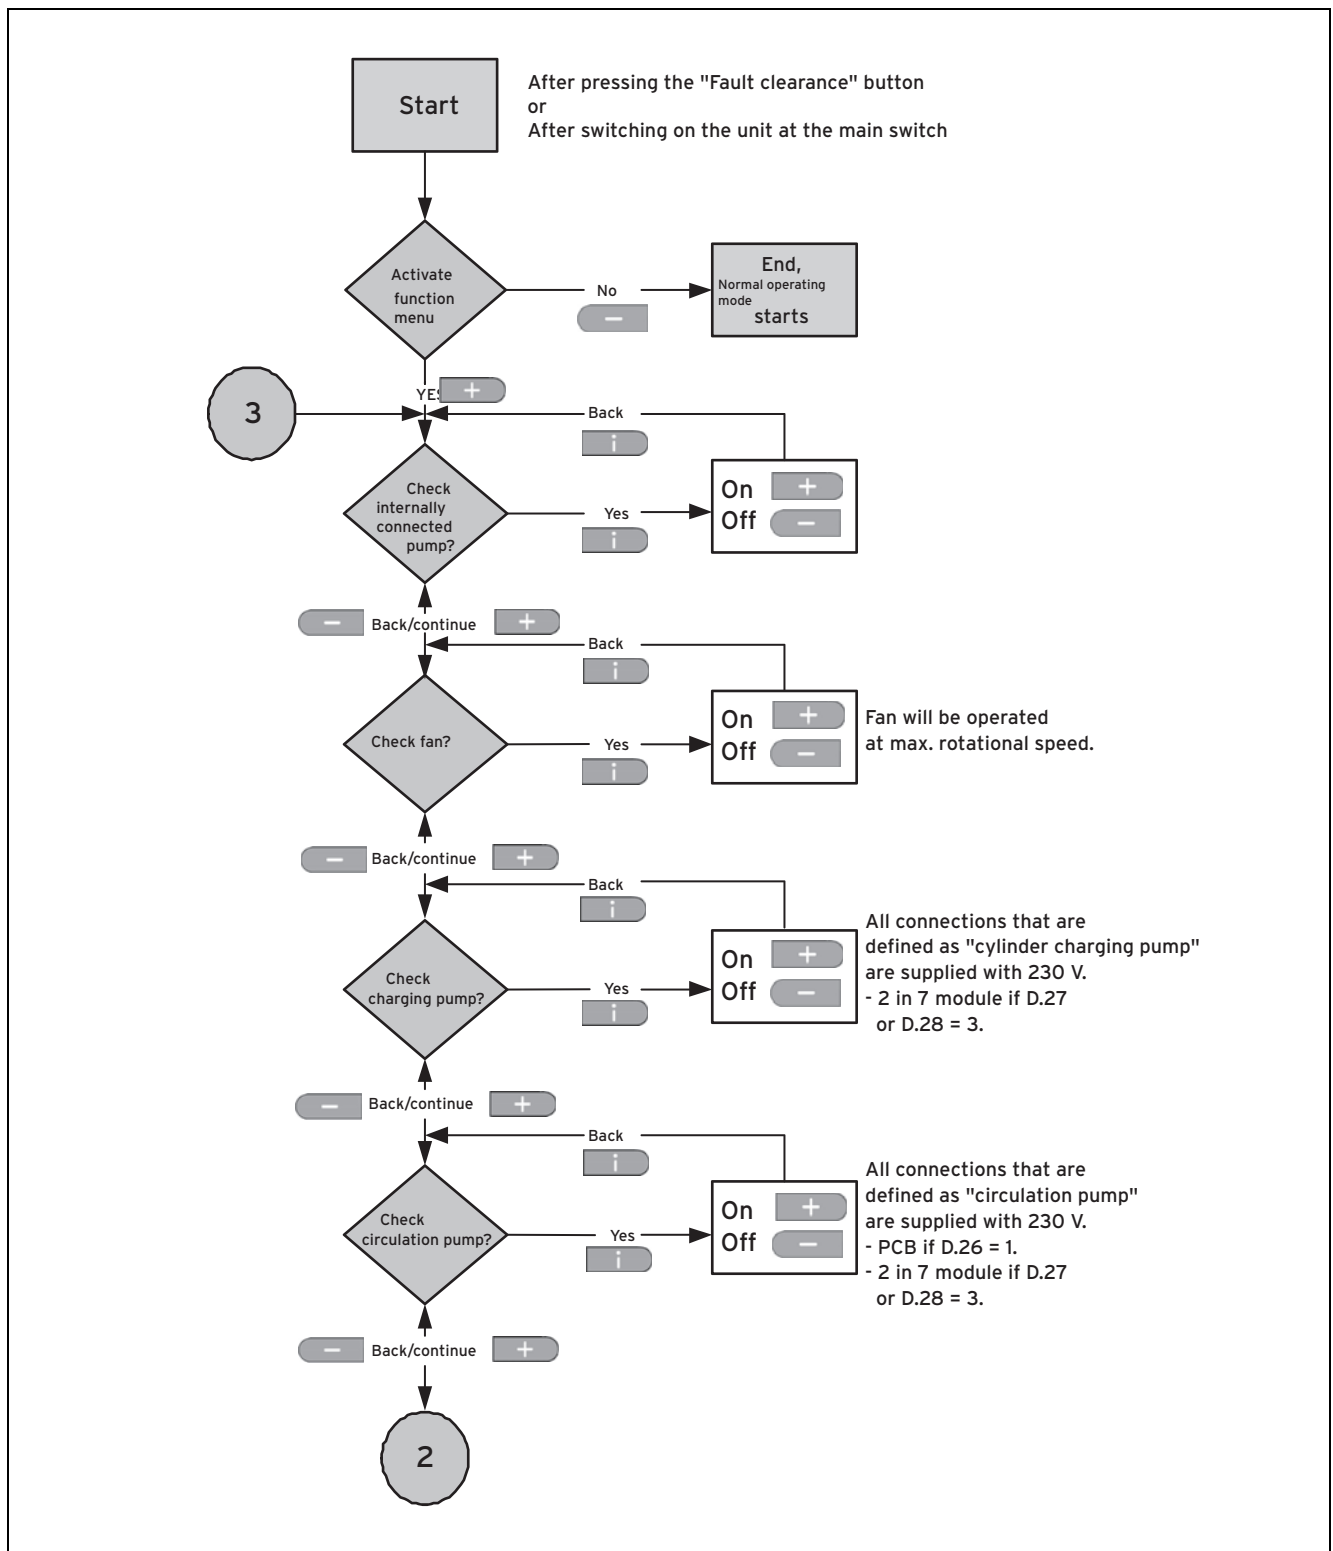 Start
After pressing the "Fault clearance" button
or
After switching on the unit at the main switch
Activate
function
menu
No
−
End,
Normal operating
mode
starts
YES
+
3
Back
i
Check
internally
connected
pump?
Yes
i
On +
Off −
− Back/continue +
Back
i
Check fan?
Yes
i
On +
Off −
Fan will be operated
at max. rotational speed.
− Back/continue +
Back
i
Check
charging pump?
Yes
i
On +
Off −
All connections that are
defined as "cylinder charging pump"
are supplied with 230 V.
- 2 in 7 module if D.27
or D.28 = 3.
− Back/continue +
Back
i
Check
circulation pump?
Yes
i
On +
Off −
All connections that are
defined as "circulation pump"
are supplied with 230 V.
- PCB if D.26 = 1.
- 2 in 7 module if D.27
or D.28 = 3.
− Back/continue +
2